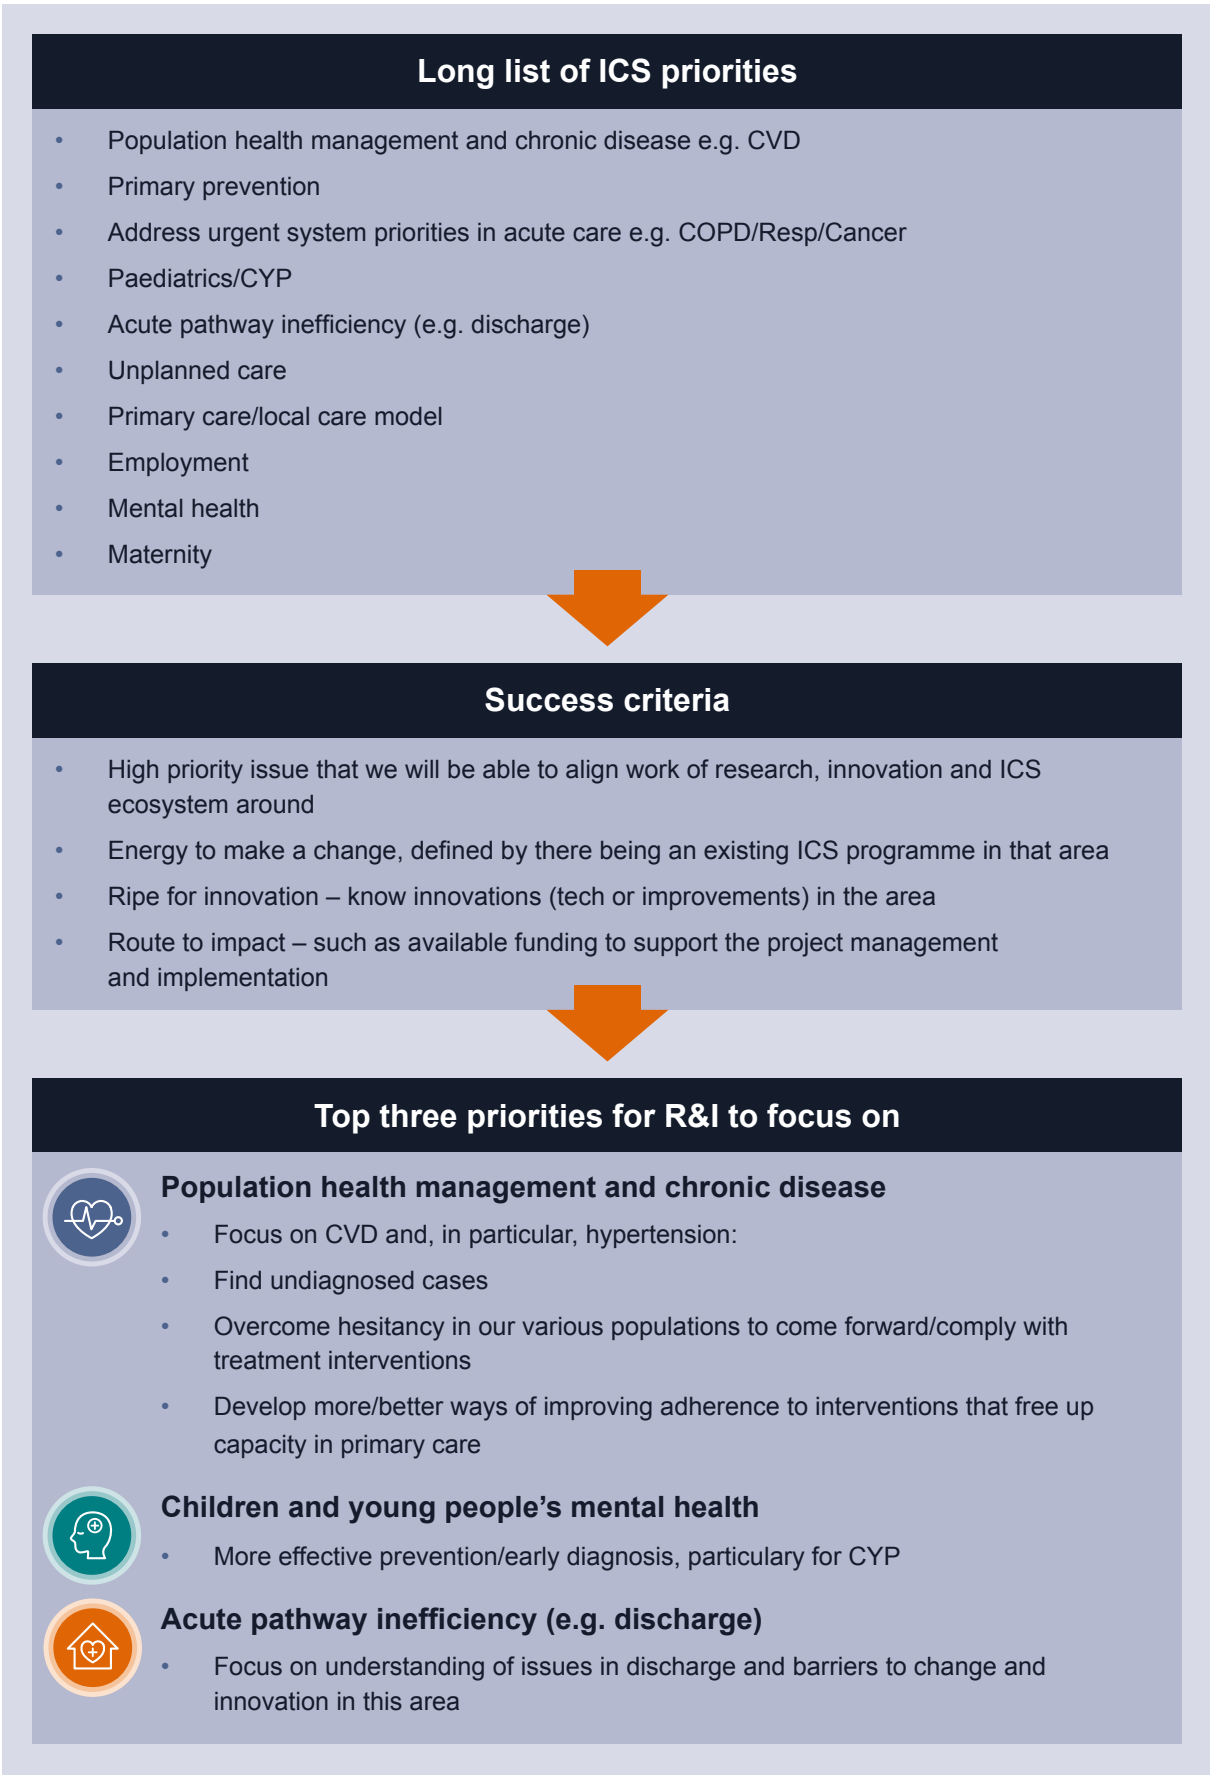 Long list of ICS priorities
• Population health management and chronic disease e.g. CVD
• Primary prevention
• Address urgent system priorities in acute care e.g. COPD/Resp/Cancer
• Paediatrics/CYP
• Acute pathway inefficiency (e.g. discharge)
• Unplanned care
• Primary care/local care model
• Employment
• Mental health
• Maternity
Success criteria
• High priority issue that we will be able to align work of research, innovation and ICS
ecosystem around
• Energy to make a change, defined by there being an existing ICS programme in that area
• Ripe for innovation – know innovations (tech or improvements) in the area
• Route to impact – such as available funding to support the project management
and implementation
Top three priorities for R&I to focus on
Population health management and chronic disease
• Focus on CVD and, in particular, hypertension:
• Find undiagnosed cases
• Overcome hesitancy in our various populations to come forward/comply with
treatment interventions
• Develop more/better ways of improving adherence to interventions that free up
capacity in primary care
Children and young people’s mental health
• More effective prevention/early diagnosis, particulary for CYP
Acute pathway inefficiency (e.g. discharge)
• Focus on understanding of issues in discharge and barriers to change and
innovation in this area